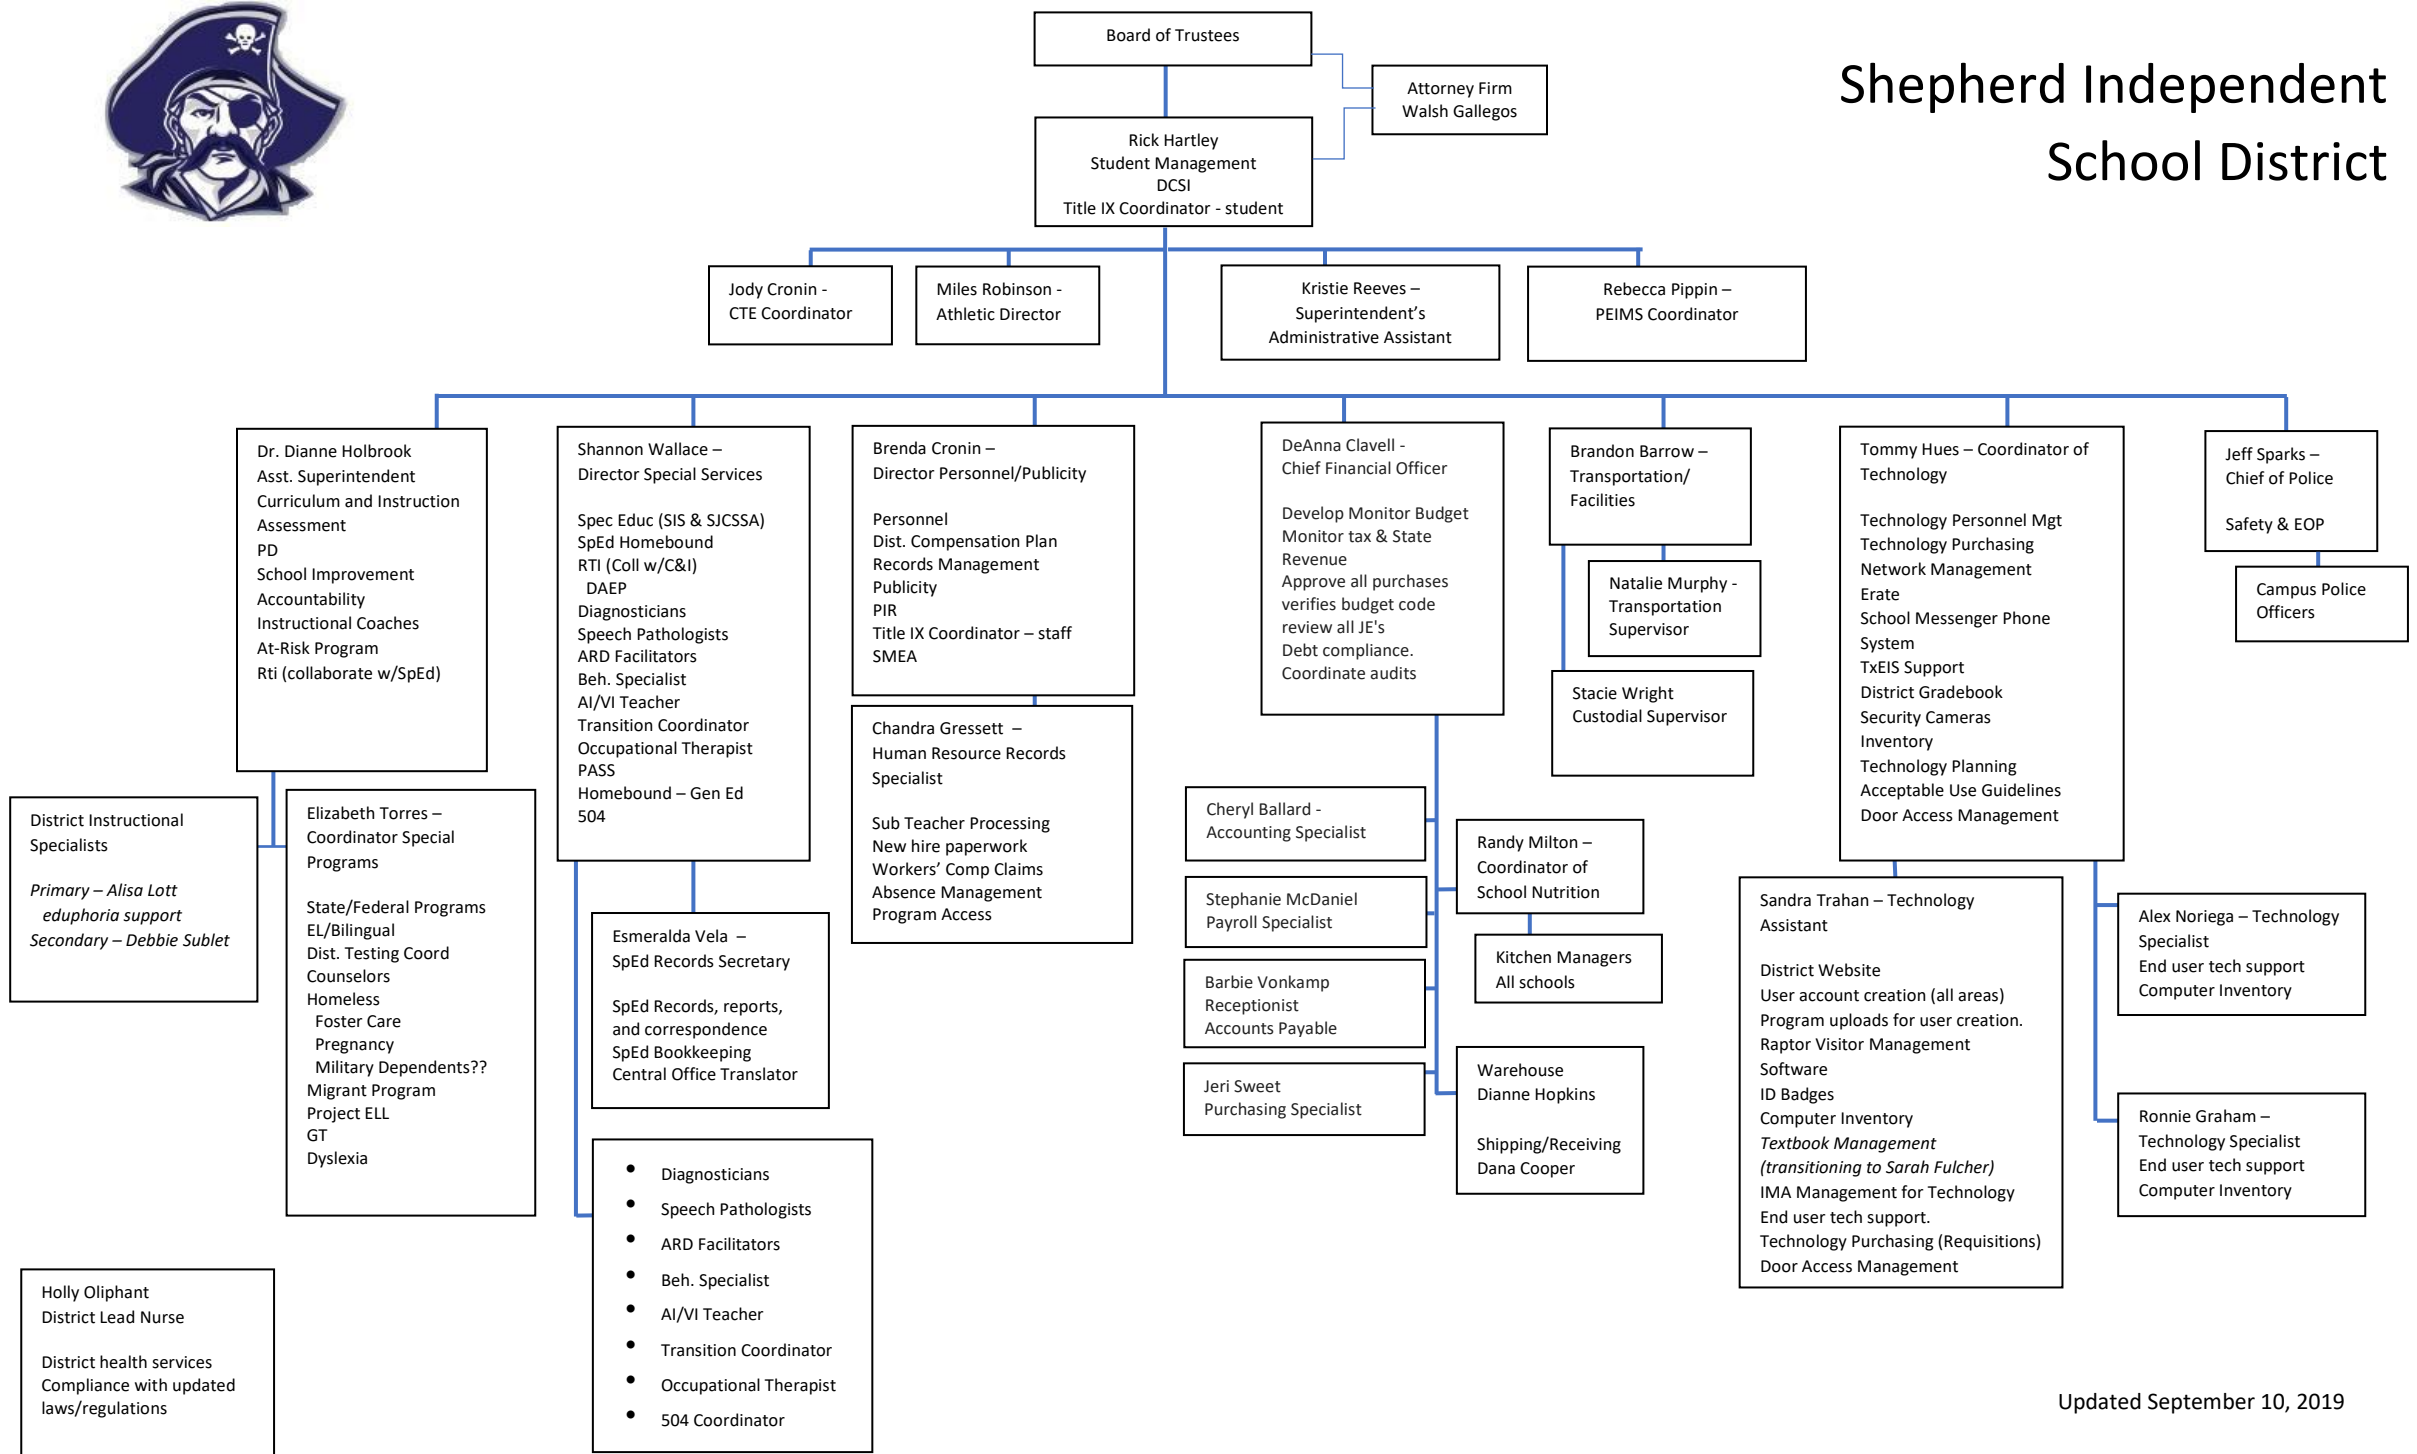 Shepherd Independent
School District
Board of Trustees
Attorney Firm
Walsh Gallegos
Rick Hartley
Student Management
DCSI
Title IX Coordinator - student
Jody Cronin -
CTE Coordinator
Miles Robinson -
Athletic Director
Kristie Reeves –
Superintendent’s
Administrative Assistant
Rebecca Pippin –
PEIMS Coordinator
Dr. Dianne Holbrook
Asst. Superintendent
Curriculum and Instruction
Assessment
PD
School Improvement
Accountability
Instructional Coaches
At-Risk Program
Rti (collaborate w/SpEd)
Shannon Wallace –
Director Special Services
Spec Educ (SIS & SJCSSA)
SpEd Homebound
RTI (Coll w/C&I)
DAEP
Diagnosticians
Speech Pathologists
ARD Facilitators
Beh. Specialist
AI/VI Teacher
Transition Coordinator
Occupational Therapist
PASS
Homebound – Gen Ed
504
Brenda Cronin –
Director Personnel/Publicity
Personnel
Dist. Compensation Plan
Records Management
Publicity
PIR
Title IX Coordinator – staff
SMEA
DeAnna Clavell -
Chief Financial Officer
Develop Monitor Budget
Monitor tax & State
Revenue
Approve all purchases
verifies budget code
review all JE's
Debt compliance.
Coordinate audits
Brandon Barrow –
Transportation/
Facilities
Natalie Murphy -
Transportation
Supervisor
Stacie Wright
Custodial Supervisor
Tommy Hues – Coordinator of
Technology
Technology Personnel Mgt
Technology Purchasing
Network Management
Erate
School Messenger Phone
System
TxEIS Support
District Gradebook
Security Cameras
Inventory
Technology Planning
Acceptable Use Guidelines
Door Access Management
Jeff Sparks –
Chief of Police
Safety & EOP
Campus Police
Officers
District Instructional
Specialists
Primary – Alisa Lott
eduphoria support
Secondary – Debbie Sublet
Elizabeth Torres –
Coordinator Special
Programs
State/Federal Programs
EL/Bilingual
Dist. Testing Coord
Counselors
Homeless
Foster Care
Pregnancy
Military Dependents??
Migrant Program
Project ELL
GT
Dyslexia
Esmeralda Vela –
SpEd Records Secretary
SpEd Records, reports,
and correspondence
SpEd Bookkeeping
Central Office Translator
• Diagnosticians
• Speech Pathologists
• ARD Facilitators
• Beh. Specialist
• AI/VI Teacher
• Transition Coordinator
• Occupational Therapist
• 504 Coordinator
Chandra Gressett –
Human Resource Records
Specialist
Sub Teacher Processing
New hire paperwork
Workers’ Comp Claims
Absence Management
Program Access
Cheryl Ballard -
Accounting Specialist
Stephanie McDaniel
Payroll Specialist
Barbie Vonkamp
Receptionist
Accounts Payable
Jeri Sweet
Purchasing Specialist
Randy Milton –
Coordinator of
School Nutrition
Kitchen Managers
All schools
Warehouse
Dianne Hopkins
Shipping/Receiving
Dana Cooper
Sandra Trahan – Technology
Assistant
District Website
User account creation (all areas)
Program uploads for user creation.
Raptor Visitor Management
Software
ID Badges
Computer Inventory
Textbook Management
(transitioning to Sarah Fulcher)
IMA Management for Technology
End user tech support.
Technology Purchasing (Requisitions)
Door Access Management
Alex Noriega – Technology
Specialist
End user tech support
Computer Inventory
Ronnie Graham –
Technology Specialist
End user tech support
Computer Inventory
Holly Oliphant
District Lead Nurse
District health services
Compliance with updated
laws/regulations
Updated September 10, 2019